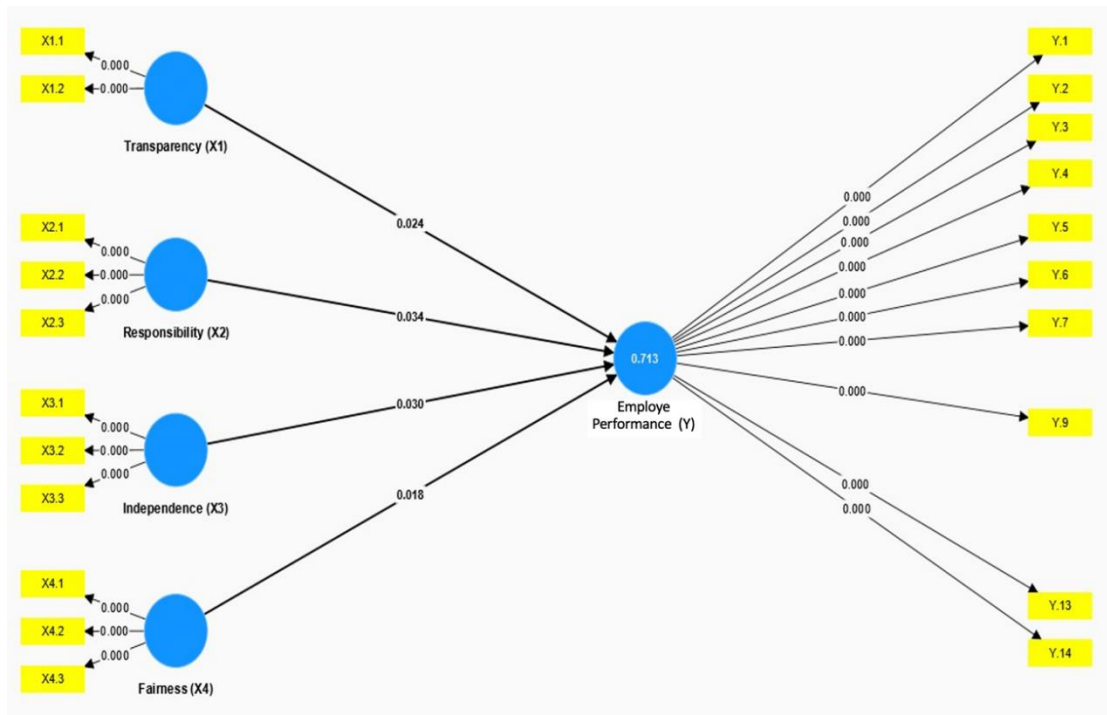 X1.1
0.000
X1.2
0.000
Transparency (X1)
X2.1
0.000
X2.2
0.000
X2.3
0.000
Responsibility (X2)
X3.1
0.000
X3.2
0.000
X3.3
0.000
Independence (X3)
X4.1
0.000
X4.2
0.000
X4.3
0.000
Fairness (X4)
0.024
0.034
0.030
0.018
0.713
Employe
Performance (Y)
0.000
0.000
0.000
0.000
0.000
0.000
0.000
0.000
0.000
0.000
Y.1
Y.2
Y.3
Y.4
Y.5
Y.6
Y.7
Y.9
Y.13
Y.14